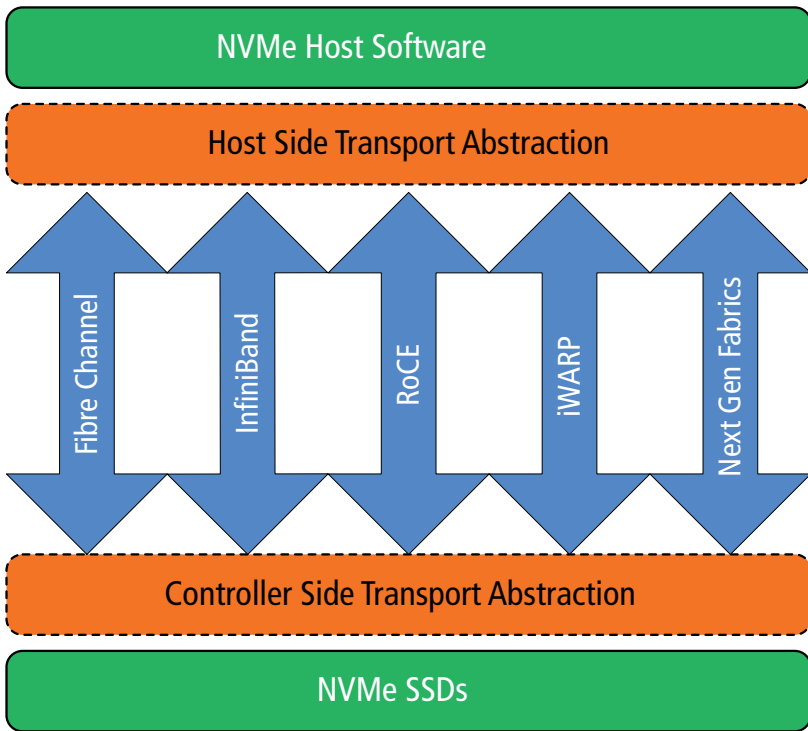 NVMe Host Software
Host Side Transport Abstraction
Fibre Channel
InfiniBand
RoCE
iWARP
Next Gen Fabrics
Controller Side Transport Abstraction
NVMe SSDs